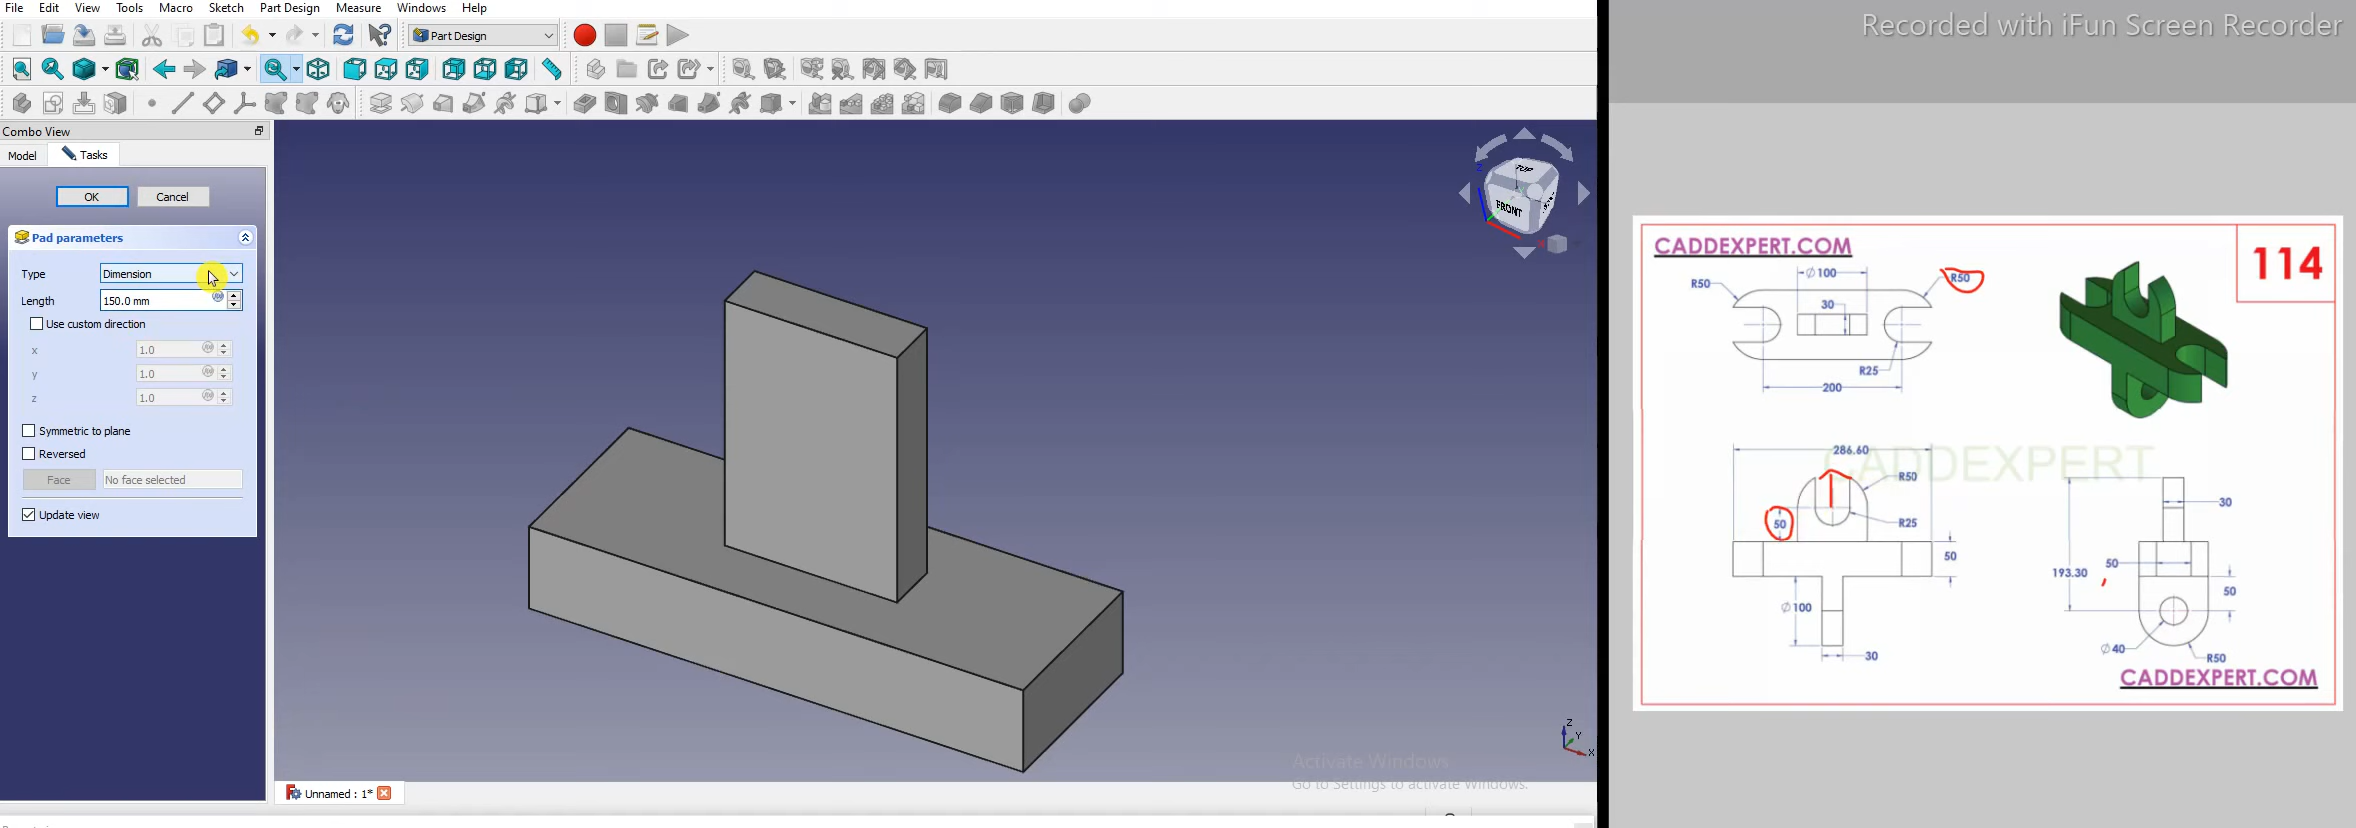 Recorded with iFun Screen Recorder
File Edit View Tools Macro Sketch Part Design Measure Windows Help
Part Design
Combo View
Model Tasks
OK Cancel
Pad parameters
Type Dimension
Length 150.0 mm
Use custom direction
x 1.0
y 1.0
z 1.0
Symmetric to plane
Reversed
Face No face selected
Update view
TOP
FRONT
Z
Z
Y
X
Activate Windows
Go to Settings to activate Windows.
Unnamed : 1*
CADDEXPERT.COM
114
R50
∅100
R50
30
R25
200
CADDEXPERT
286.60
R50
50
R25
50
∅100
30
30
193.30
50
50
∅40
R50
CADDEXPERT.COM